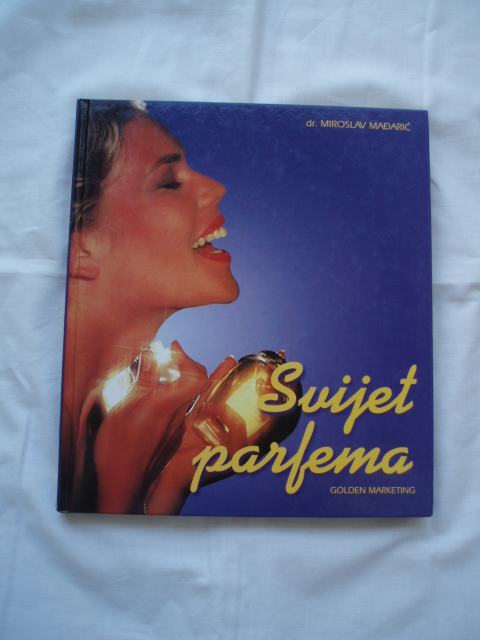 dr. MIROSLAV MAĐARIĆ
Svijet
parfema
GOLDEN MARKETING